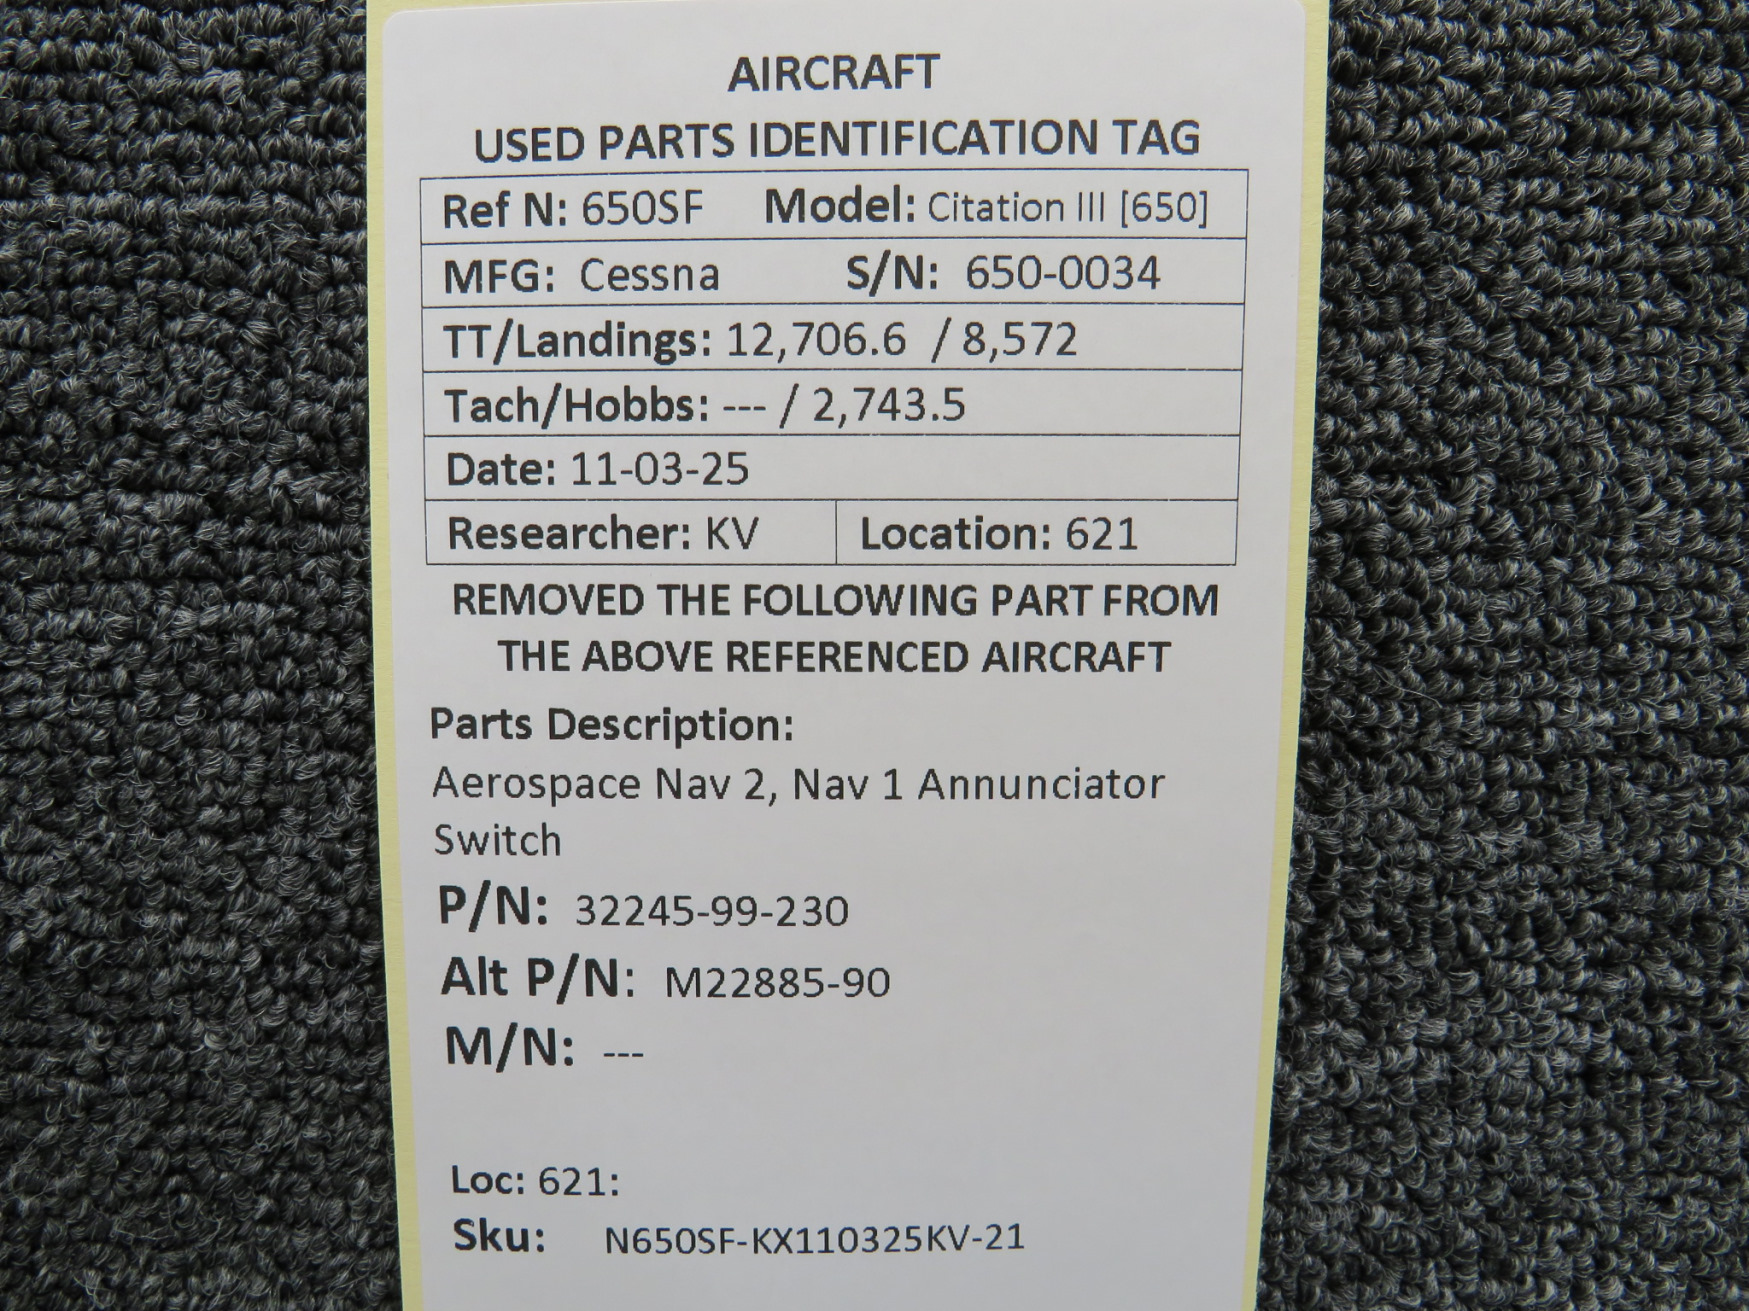 AIRCRAFT
USED PARTS IDENTIFICATION TAG
Ref N: 650SF Model: Citation III [650]
MFG: Cessna S/N: 650-0034
TT/Landings: 12,706.6 / 8,572
Tach/Hobbs: --- / 2,743.5
Date: 11-03-25
Researcher: KV Location: 621
REMOVED THE FOLLOWING PART FROM
THE ABOVE REFERENCED AIRCRAFT
Parts Description:
Aerospace Nav 2, Nav 1 Annunciator
Switch
P/N: 32245-99-230
Alt P/N: M22885-90
M/N: ---
Loc: 621:
Sku: N650SF-KX110325KV-21